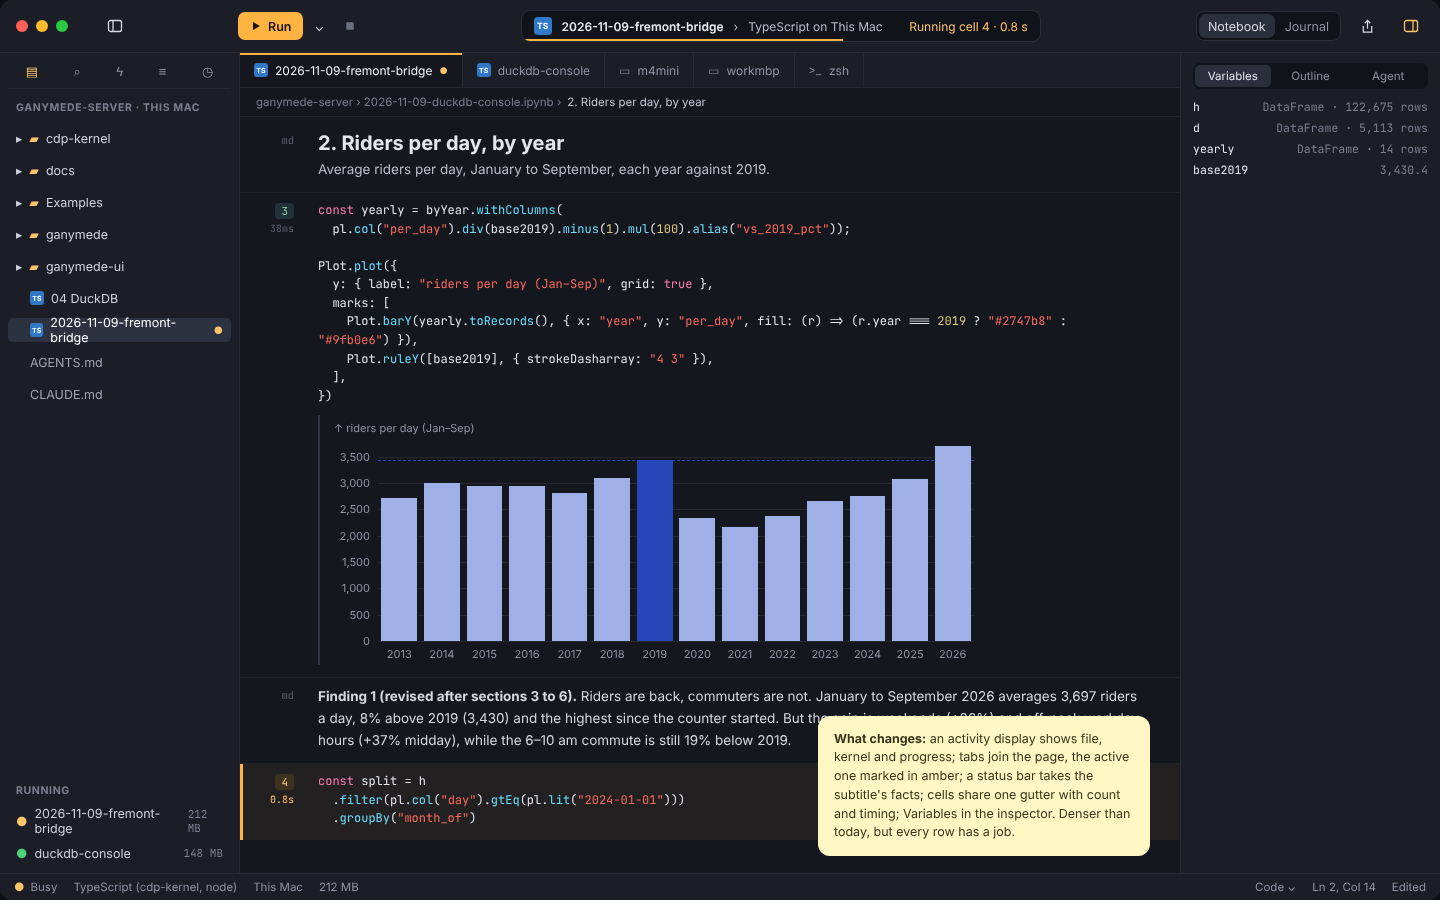 Run
TS 2026-11-09-fremont-bridge › TypeScript on This Mac Running cell 4 · 0.8 s
Notebook Journal
TS 2026-11-09-fremont-bridge
TS duckdb-console
m4mini
workmbp
>_ zsh
Variables Outline Agent
GANYMEDE-SERVER · THIS MAC
cdp-kernel
docs
Examples
ganymede
ganymede-ui
TS 04 DuckDB
TS 2026-11-09-fremont-
bridge
AGENTS.md
CLAUDE.md
RUNNING
2026-11-09-fremont- 212
bridge MB
duckdb-console 148 MB
ganymede-server › 2026-11-09-duckdb-console.ipynb › 2. Riders per day, by year
md
2. Riders per day, by year
Average riders per day, January to September, each year against 2019.
3
38ms
const yearly = byYear.withColumns(
pl.col("per_day").div(base2019).minus(1).mul(100).alias("vs_2019_pct"));
Plot.plot({
y: { label: "riders per day (Jan–Sep)", grid: true },
marks: [
Plot.barY(yearly.toRecords(), { x: "year", y: "per_day", fill: (r) => (r.year === 2019 ? "#2747b8" :
"#9fb0e6") }),
Plot.ruleY([base2019], { strokeDasharray: "4 3" }),
],
})
↑ riders per day (Jan–Sep)
3,500
3,000
2,500
2,000
1,500
1,000
500
0
2013 2014 2015 2016 2017 2018 2019 2020 2021 2022 2023 2024 2025 2026
md
Finding 1 (revised after sections 3 to 6). Riders are back, commuters are not. January to September 2026 averages 3,697 riders
a day, 8% above 2019 (3,430) and the highest since the counter started. But the
hours (+37% midday), while the 6–10 am commute is still 19% below 2019.
4
0.8s
const split = h
.filter(pl.col("day").gtEq(pl.lit("2024-01-01")))
.groupBy("month_of")
What changes: an activity display shows file,
kernel and progress; tabs join the page, the active
one marked in amber; a status bar takes the
subtitle's facts; cells share one gutter with count
and timing; Variables in the inspector. Denser than
today, but every row has a job.
h DataFrame · 122,675 rows
d DataFrame · 5,113 rows
yearly DataFrame · 14 rows
base2019 3,430.4
Busy TypeScript (cdp-kernel, node) This Mac 212 MB
Code Ln 2, Col 14 Edited